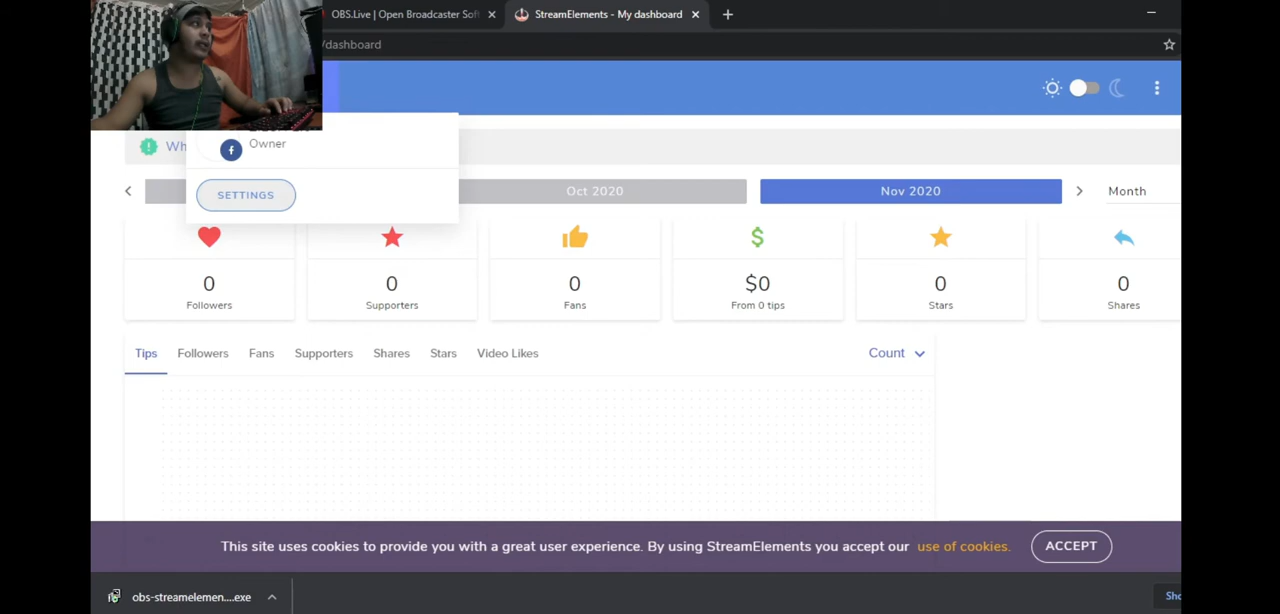 OBS.Live | Open Broadcaster Sof
StreamElements - My dashboard
/dashboard
Wh
Owner
SETTINGS
Oct 2020
Nov 2020
Month
0
Followers
0
Supporters
0
Fans
$0
From 0 tips
0
Stars
0
Shares
Tips Followers Fans Supporters Shares Stars Video Likes
Count
This site uses cookies to provide you with a great user experience. By using StreamElements you accept our use of cookies.
ACCEPT
obs-streamelemen....exe
Sho